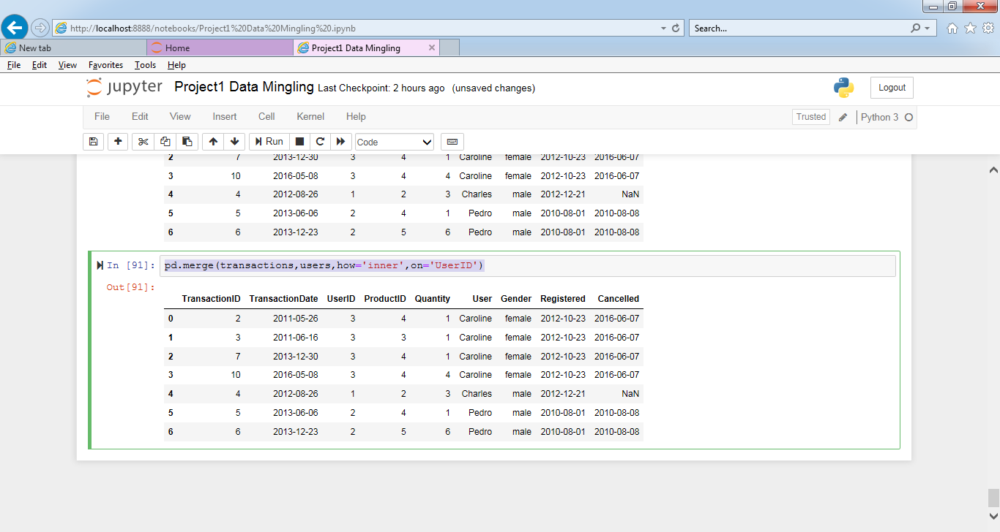 http://localhost:8888/notebooks/Project1%20Data%20Mingling%20.ipynb Search...
New tab Home Project1 Data Mingling
File Edit View Favorites Tools Help
jupyter Project1 Data Mingling Last Checkpoint: 2 hours ago (unsaved changes) Logout
File Edit View Insert Cell Kernel Help Trusted Python 3
Run Code
2 7 2013-12-30 3 4 1 Caroline female 2012-10-23 2016-06-07
3 10 2016-05-08 3 4 4 Caroline female 2012-10-23 2016-06-07
4 4 2012-08-26 1 2 3 Charles male 2012-12-21 NaN
5 5 2013-06-06 2 4 1 Pedro male 2010-08-01 2010-08-08
6 6 2013-12-23 2 5 6 Pedro male 2010-08-01 2010-08-08
In [91]: pd.merge(transactions,users,how='inner',on='UserID')
Out[91]:
TransactionID TransactionDate UserID ProductID Quantity User Gender Registered Cancelled
0 2 2011-05-26 3 4 1 Caroline female 2012-10-23 2016-06-07
1 3 2011-06-16 3 3 1 Caroline female 2012-10-23 2016-06-07
2 7 2013-12-30 3 4 1 Caroline female 2012-10-23 2016-06-07
3 10 2016-05-08 3 4 4 Caroline female 2012-10-23 2016-06-07
4 4 2012-08-26 1 2 3 Charles male 2012-12-21 NaN
5 5 2013-06-06 2 4 1 Pedro male 2010-08-01 2010-08-08
6 6 2013-12-23 2 5 6 Pedro male 2010-08-01 2010-08-08